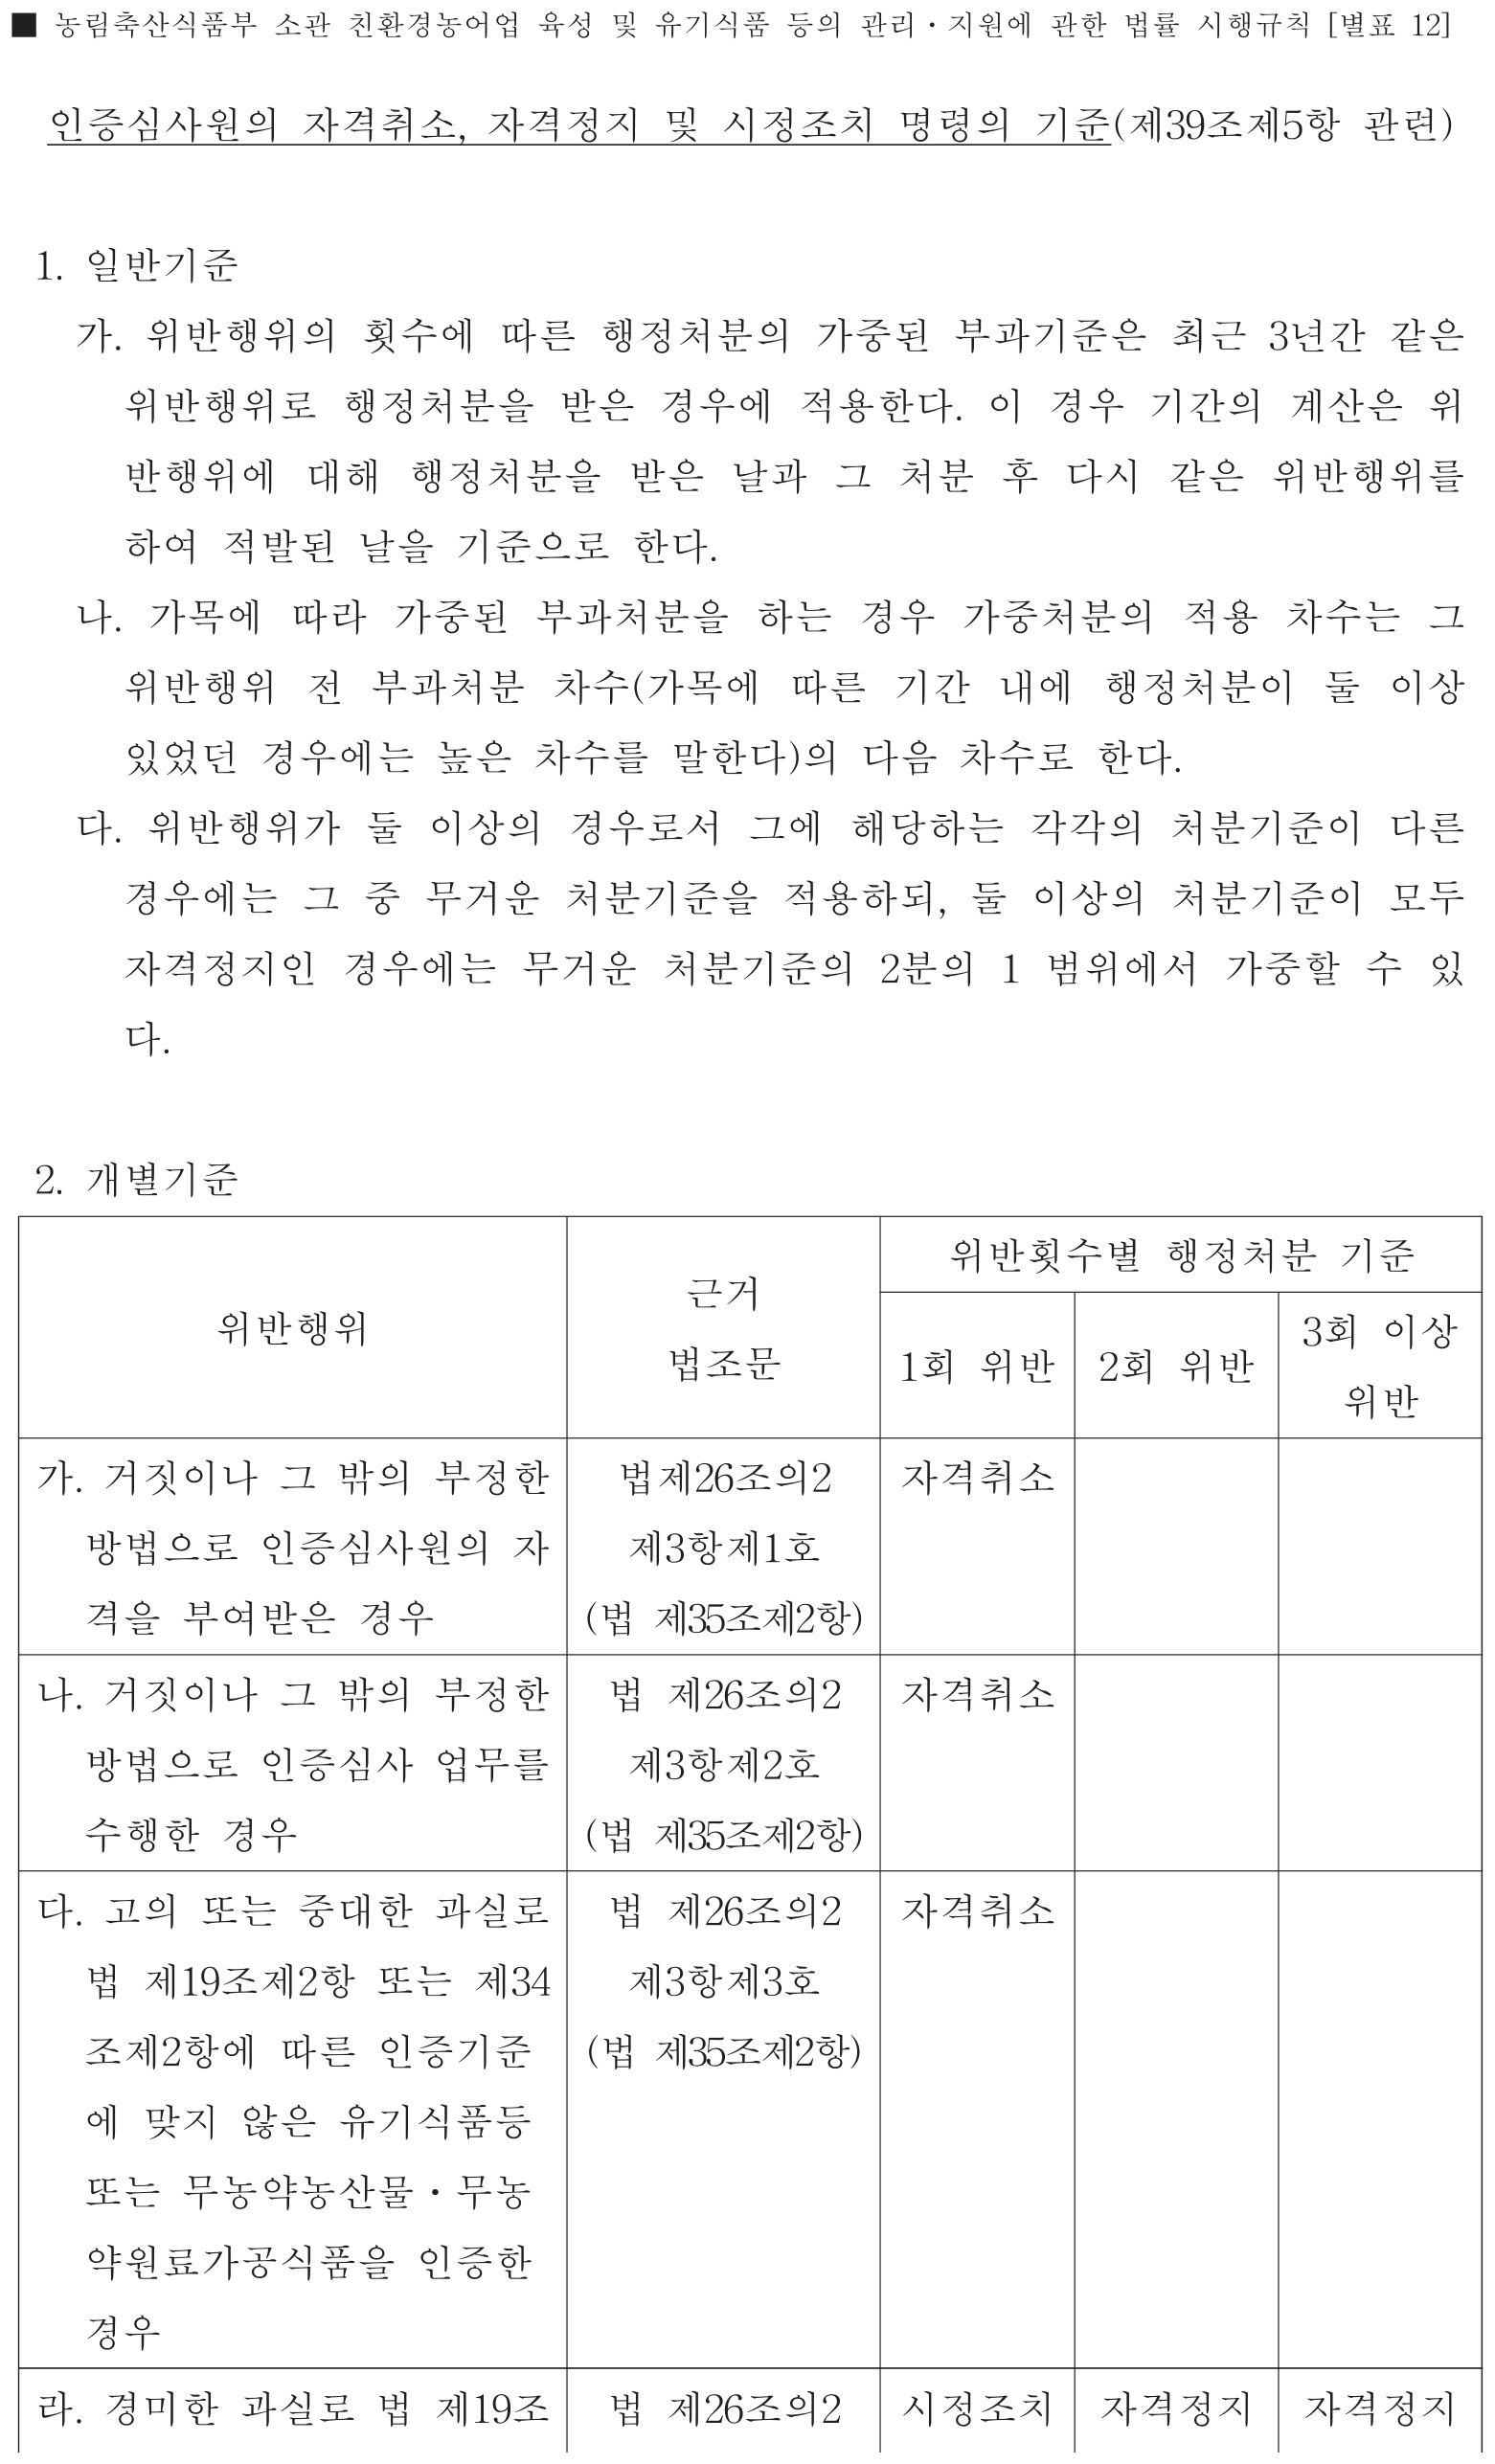 ■ 농림축산식품부 소관 친환경농어업 육성 및 유기식품 등의 관리·지원에 관한 법률 시행규칙 [별표 12]
인증심사원의 자격취소, 자격정지 및 시정조치 명령의 기준(제39조제5항 관련)
1. 일반기준
가. 위반행위의 횟수에 따른 행정처분의 가중된 부과기준은 최근 3년간 같은
위반행위로 행정처분을 받은 경우에 적용한다. 이 경우 기간의 계산은 위
반행위에 대해 행정처분을 받은 날과 그 처분 후 다시 같은 위반행위를
하여 적발된 날을 기준으로 한다.
나. 가목에 따라 가중된 부과처분을 하는 경우 가중처분의 적용 차수는 그
위반행위 전 부과처분 차수(가목에 따른 기간 내에 행정처분이 둘 이상
있었던 경우에는 높은 차수를 말한다)의 다음 차수로 한다.
다. 위반행위가 둘 이상의 경우로서 그에 해당하는 각각의 처분기준이 다른
경우에는 그 중 무거운 처분기준을 적용하되, 둘 이상의 처분기준이 모두
자격정지인 경우에는 무거운 처분기준의 2분의 1 범위에서 가중할 수 있
다.
2. 개별기준
위반행위
근거
법조문
위반횟수별 행정처분 기준
1회 위반
2회 위반
3회 이상
위반
가. 거짓이나 그 밖의 부정한
방법으로 인증심사원의 자
격을 부여받은 경우
법제26조의2
제3항제1호
(법 제35조제2항)
자격취소
나. 거짓이나 그 밖의 부정한
방법으로 인증심사 업무를
수행한 경우
법 제26조의2
제3항제2호
(법 제35조제2항)
자격취소
다. 고의 또는 중대한 과실로
법 제19조제2항 또는 제34
조제2항에 따른 인증기준
에 맞지 않은 유기식품등
또는 무농약농산물·무농
약원료가공식품을 인증한
경우
법 제26조의2
제3항제3호
(법 제35조제2항)
자격취소
라. 경미한 과실로 법 제19조
법 제26조의2
시정조치
자격정지
자격정지